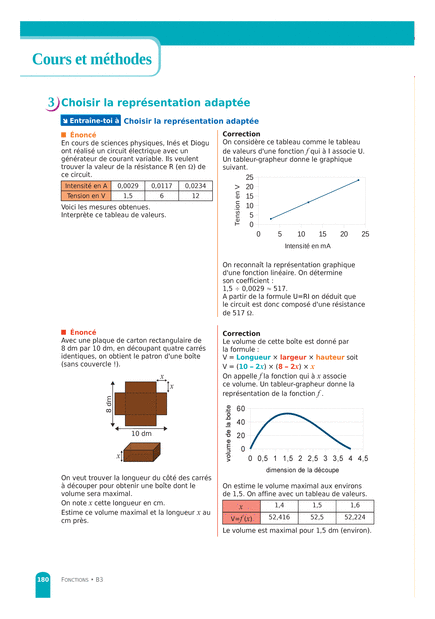 Cours et méthodes
3 Choisir la représentation adaptée
Entraîne-toi à Choisir la représentation adaptée
Énoncé
En cours de sciences physiques, Inés et Diogu
ont réalisé un circuit électrique avec un
générateur de courant variable. Ils veulent
trouver la valeur de la résistance R (en Ω) de
ce circuit.
Intensité en A 0,0029 0,0117 0,0234
Tension en V 1,5 6 12
Voici les mesures obtenues.
Interprète ce tableau de valeurs.
Correction
On considère ce tableau comme le tableau
de valeurs d'une fonction f qui à I associe U.
Un tableur-grapheur donne le graphique
suivant.
Tension en V
25
20
15
10
5
0
0 5 10 15 20 25
Intensité en mA
On reconnaît la représentation graphique
d'une fonction linéaire. On détermine
son coefficient :
1,5 ÷ 0,0029 ≈ 517.
A partir de la formule U=RI on déduit que
le circuit est donc composé d'une résistance
de 517 Ω.
Énoncé
Avec une plaque de carton rectangulaire de
8 dm par 10 dm, en découpant quatre carrés
identiques, on obtient le patron d'une boîte
(sans couvercle !).
x
x
8 dm
10 dm
x
On veut trouver la longueur du côté des carrés
à découper pour obtenir une boîte dont le
volume sera maximal.
On note x cette longueur en cm.
Estime ce volume maximal et la longueur x au
cm près.
Correction
Le volume de cette boîte est donné par
la formule :
V = Longueur × largeur × hauteur soit
V = (10 – 2x) × (8 – 2x) × x
On appelle f la fonction qui à x associe
ce volume. Un tableur-grapheur donne la
représentation de la fonction f .
volume de la boîte
60
40
20
0
0 0,5 1 1,5 2 2,5 3 3,5 4 4,5
dimension de la découpe
On estime le volume maximal aux environs
de 1,5. On affine avec un tableau de valeurs.
x 1,4 1,5 1,6
V=f (x) 52,416 52,5 52,224
Le volume est maximal pour 1,5 dm (environ).
180 Fonctions • B3